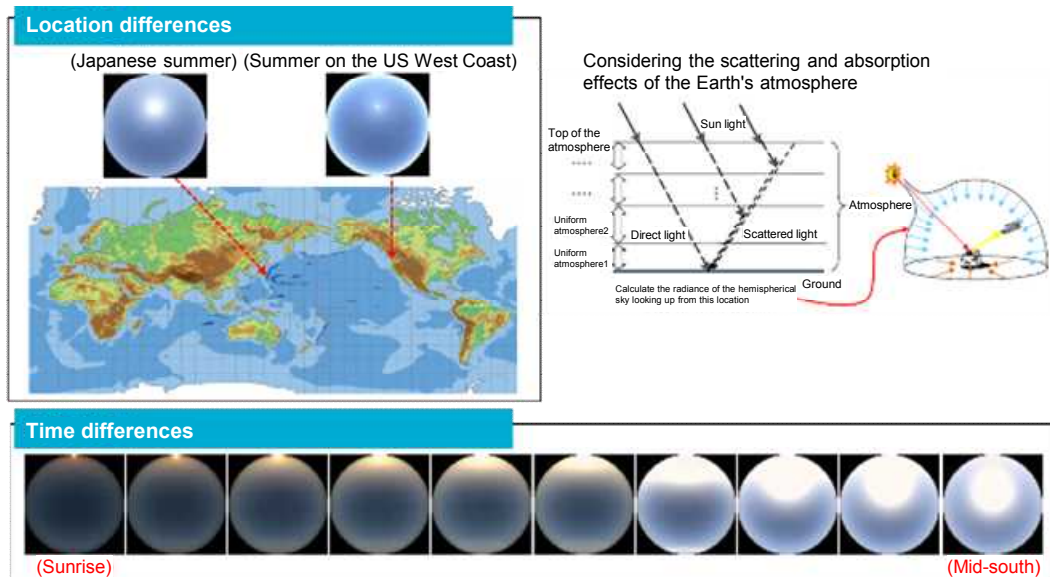 Location differences
(Japanese summer) (Summer on the US West Coast)
Considering the scattering and absorption
effects of the Earth's atmosphere
Sun light
Top of the
atmosphere
....
....
Atmosphere
Uniform
atmosphere2
Direct light
Scattered light
Uniform
atmosphere1
Ground
Calculate the radiance of the hemispherical
sky looking up from this location
Time differences
(Sunrise)
(Mid-south)